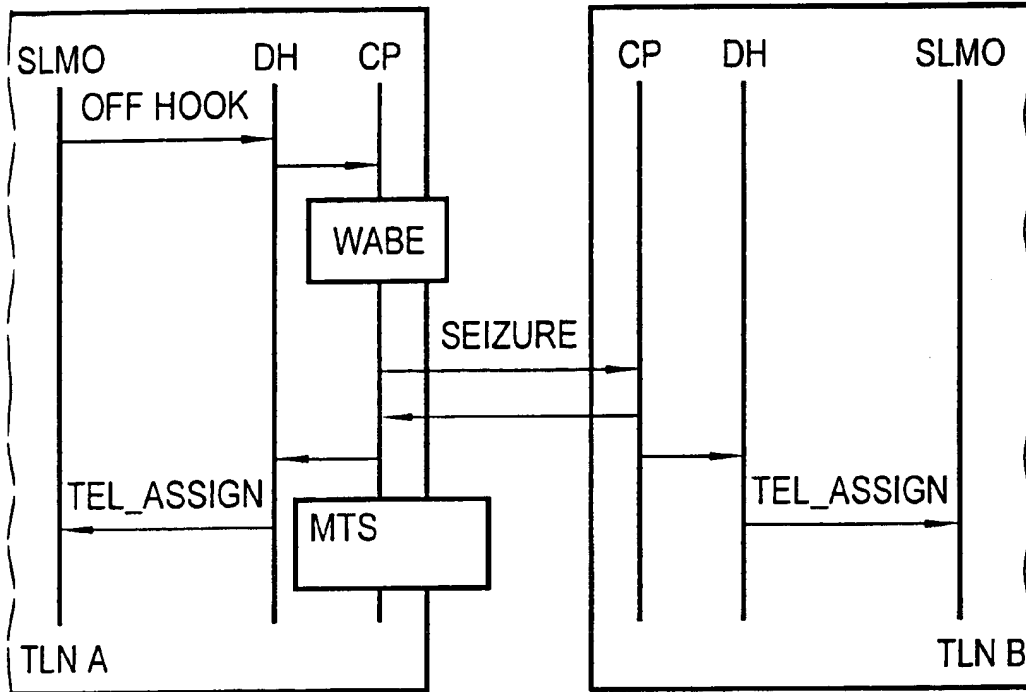 SLMO DH CP
CP DH SLMO
OFF HOOK
WABE
SEIZURE
TEL_ASSIGN
TEL_ASSIGN
MTS
TLN A
TLN B